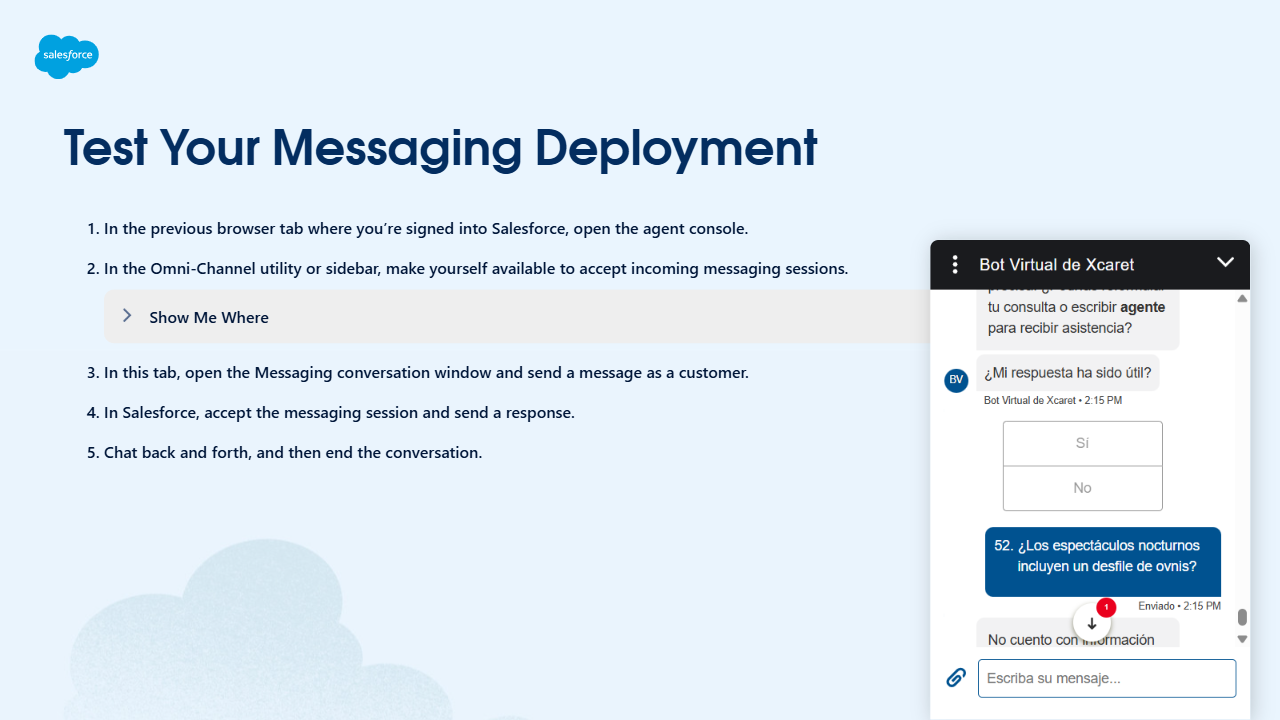 salesforce
Test Your Messaging Deployment
1. In the previous browser tab where you’re signed into Salesforce, open the agent console.
2. In the Omni-Channel utility or sidebar, make yourself available to accept incoming messaging sessions.
Show Me Where
3. In this tab, open the Messaging conversation window and send a message as a customer.
4. In Salesforce, accept the messaging session and send a response.
5. Chat back and forth, and then end the conversation.
Bot Virtual de Xcaret
tu consulta o escribir agente
para recibir asistencia?
BV
¿Mi respuesta ha sido útil?
Bot Virtual de Xcaret • 2:15 PM
Sí
No
52. ¿Los espectáculos nocturnos
incluyen un desfile de ovnis?
Enviado • 2:15 PM
1
No cuento con información
Escriba su mensaje...